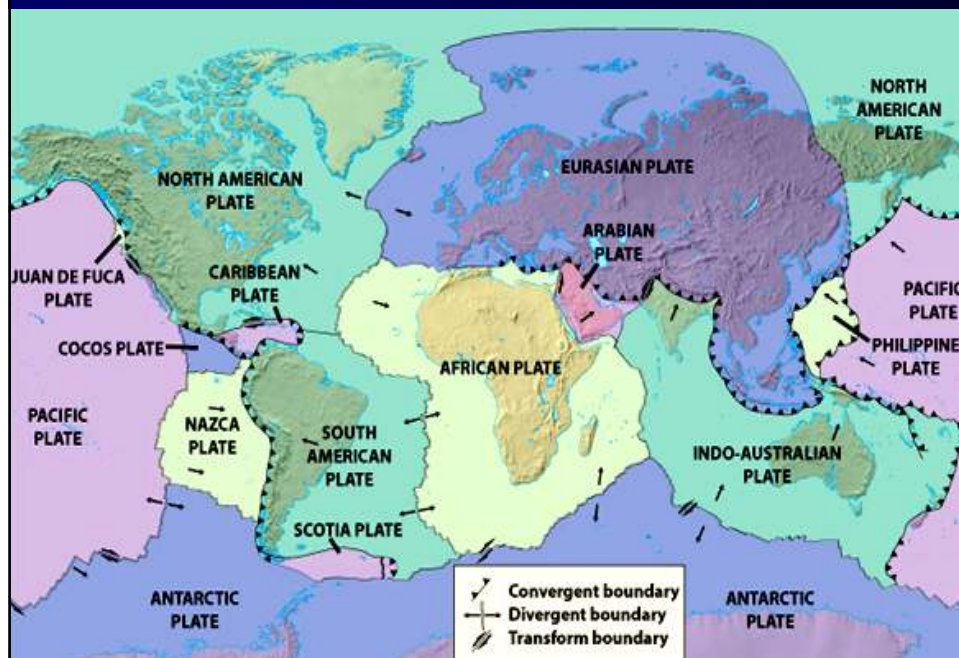 NORTH
AMERICAN
PLATE
EURASIAN PLATE
NORTH AMERICAN
PLATE
ARABIAN
PLATE
JUAN DE FUCA
PLATE
CARIBBEAN
PLATE
PACIFIC
PLATE
COCOS PLATE
PHILIPPINE
PLATE
AFRICAN PLATE
PACIFIC
PLATE
NAZCA
PLATE
SOUTH
AMERICAN
PLATE
INDO-AUSTRALIAN
PLATE
SCOTIA PLATE
ANTARCTIC
PLATE
Convergent boundary
Divergent boundary
Transform boundary
ANTARCTIC
PLATE